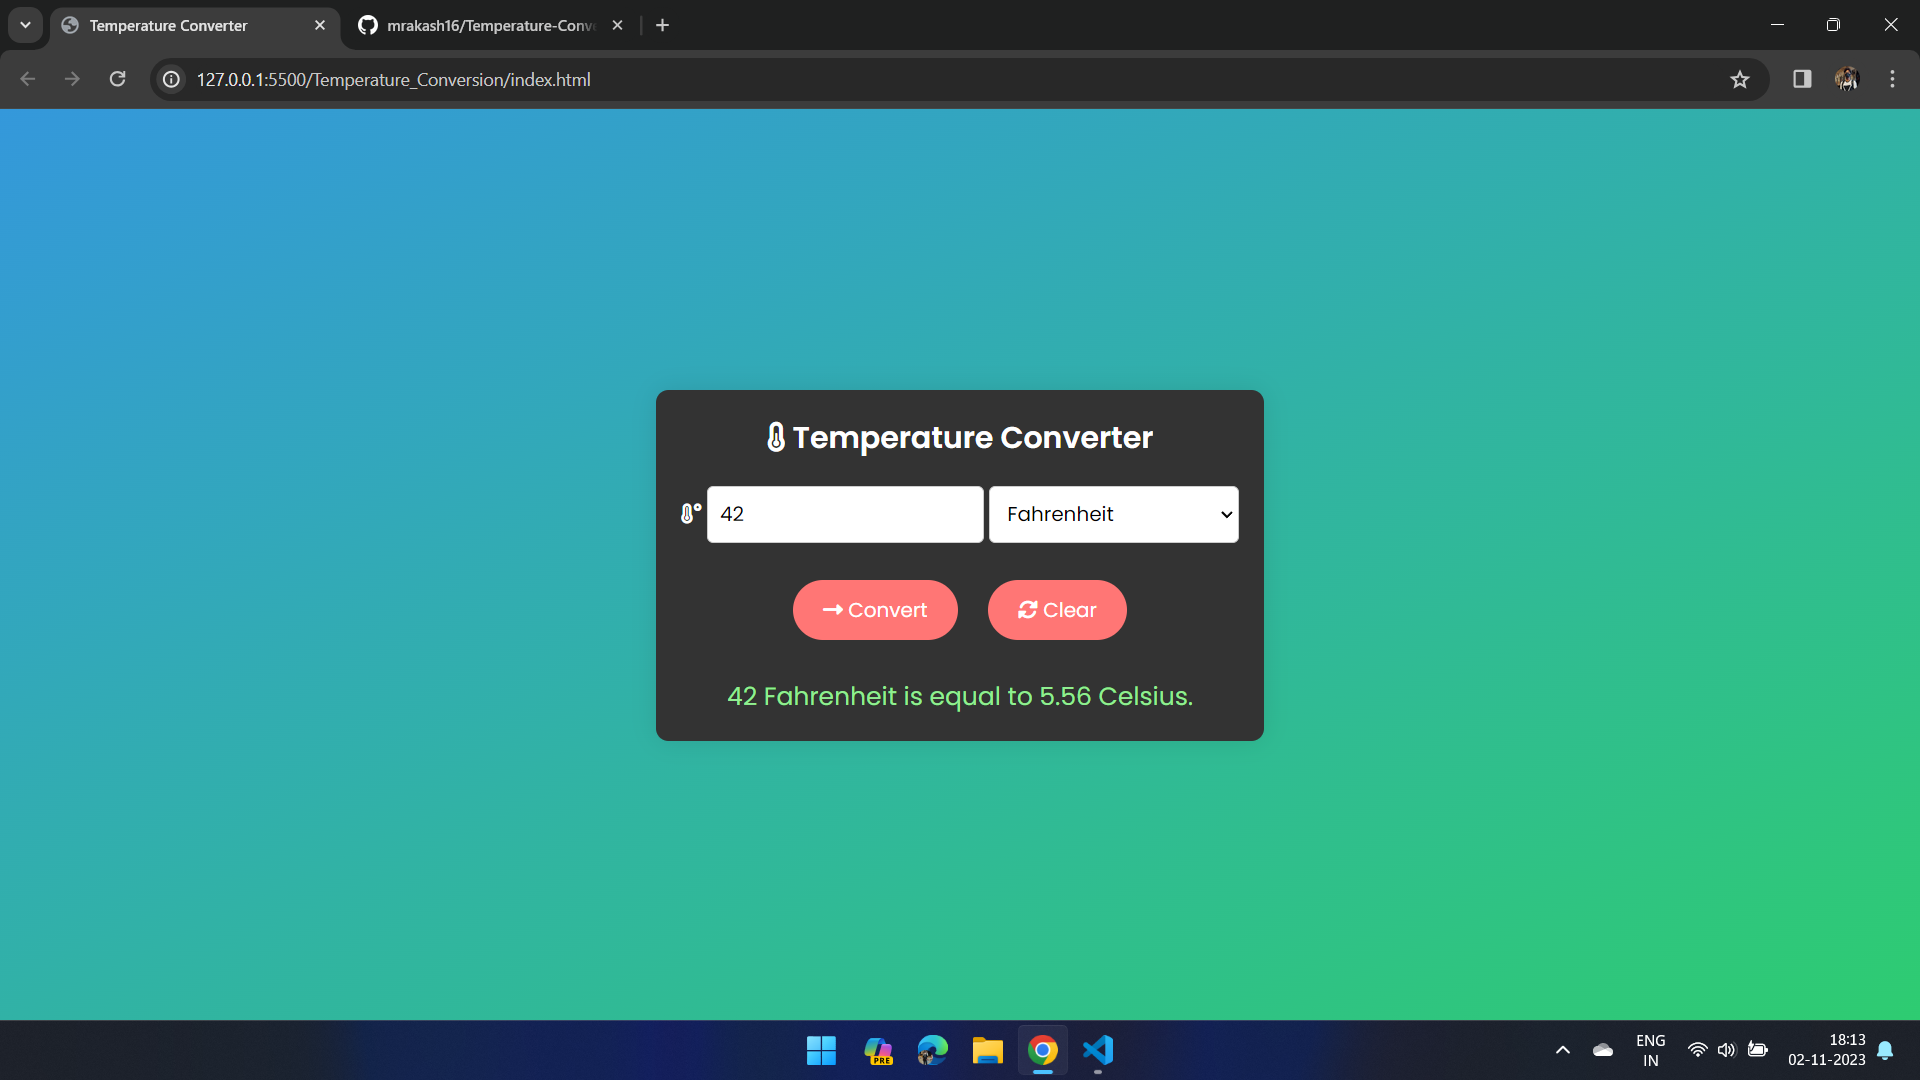 Temperature Converter
mrakash16/Temperature-Conv
127.0.0.1:5500/Temperature_Conversion/index.html
Temperature Converter
42
Fahrenheit
Convert
Clear
42 Fahrenheit is equal to 5.56 Celsius.
PRE
ENG
IN
18:13
02-11-2023